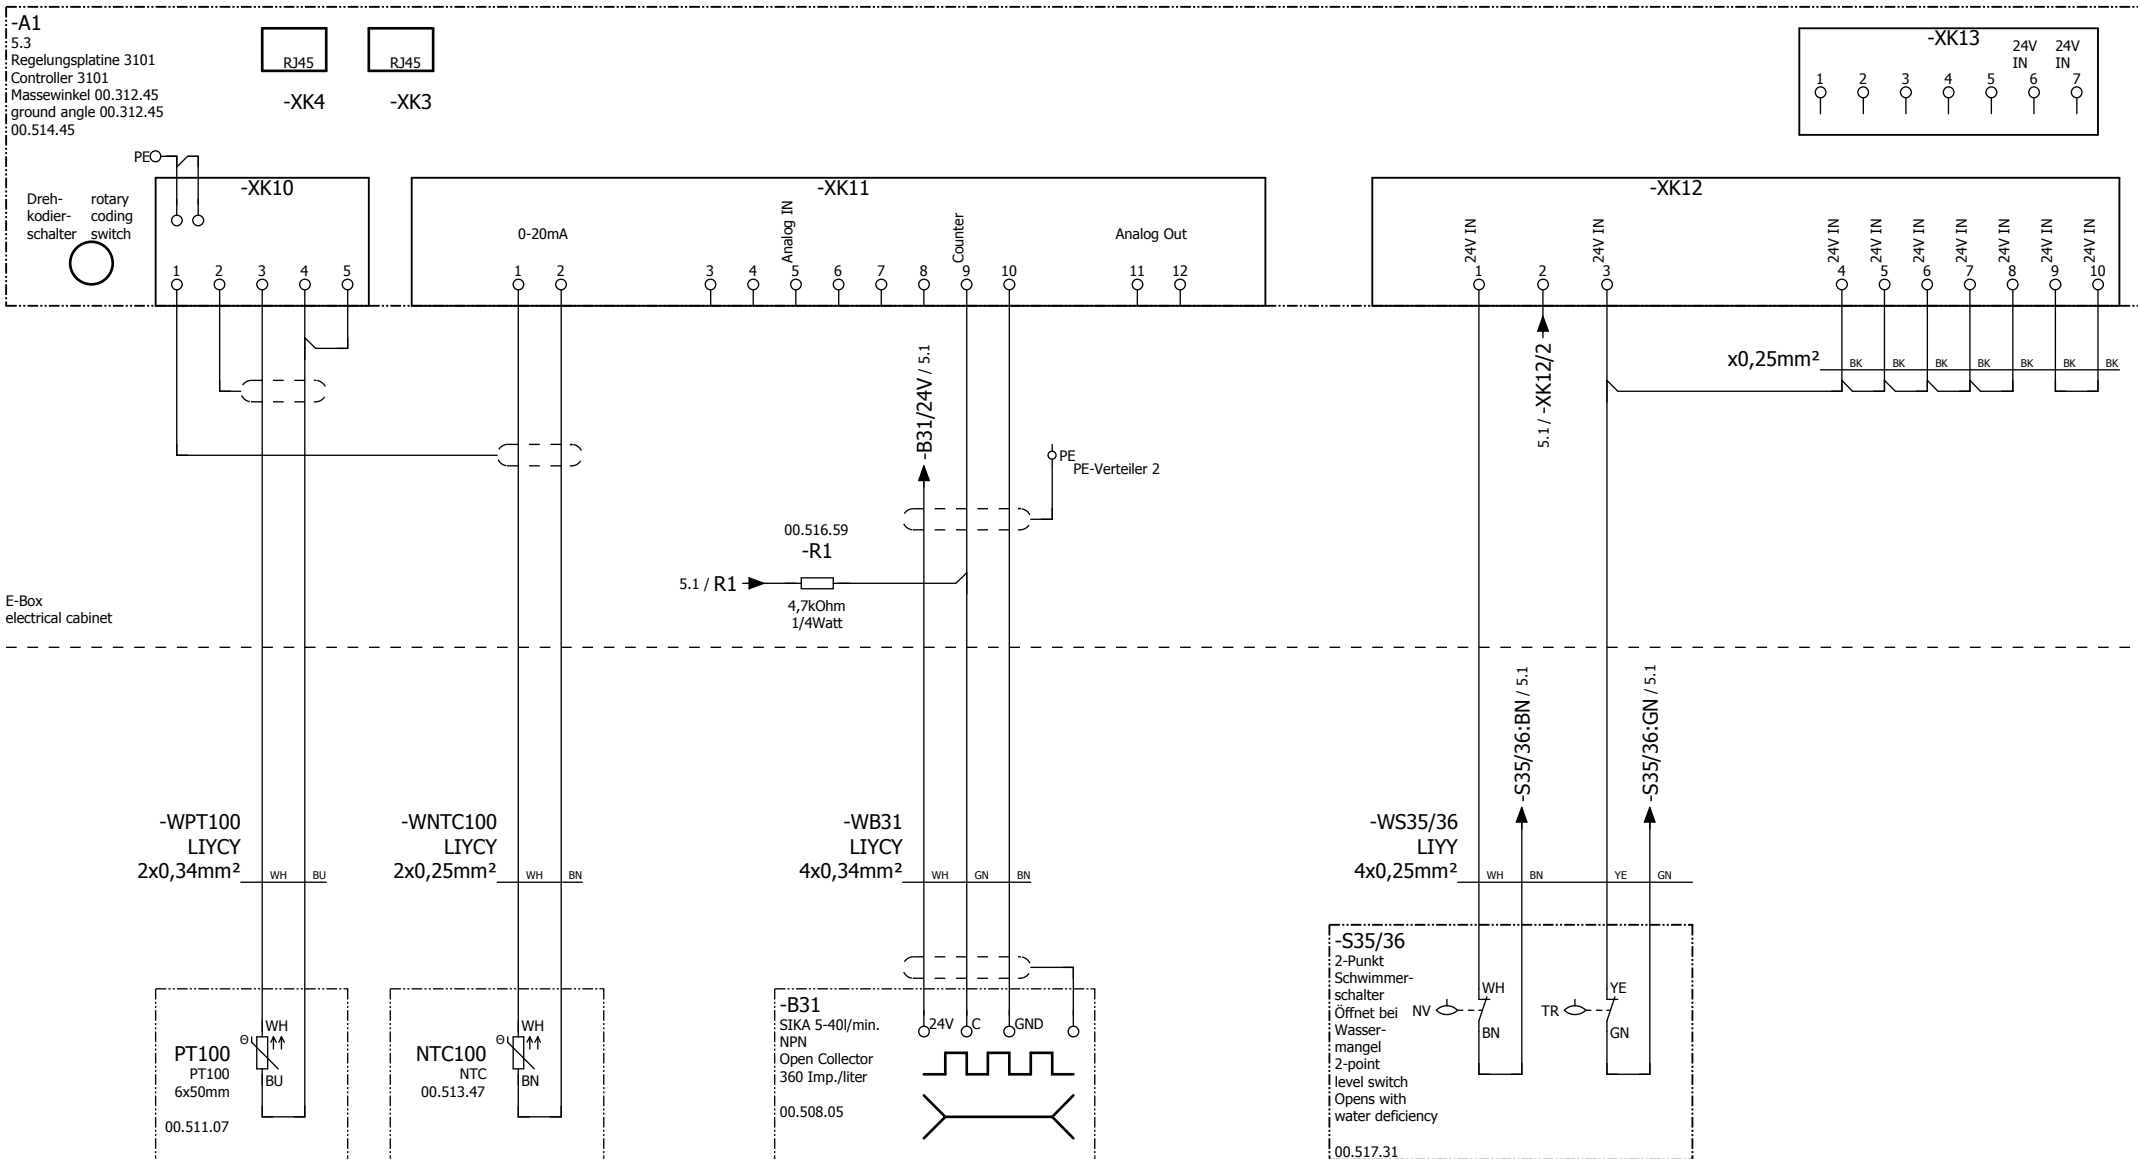 -A1
5.3
Regelungsplatine 3101
Controller 3101
Massewinkel 00.312.45
ground angle 00.312.45
00.514.45
RJ45
-XK4
RJ45
-XK3
-XK13
24V IN
24V IN
1 2 3 4 5 6 7
PE
Dreh-
kodier-
schalter
rotary
coding
switch
-XK10
1 2 3 4 5
-XK11
0-20mA
Analog IN
Counter
Analog Out
1 2 3 4 5 6 7 8 9 10 11 12
-XK12
24V IN
24V IN
24V IN
24V IN
24V IN
24V IN
24V IN
24V IN
24V IN
1 2 3 4 5 6 7 8 9 10
x0,25mm²
BK BK BK BK BK BK BK
-B31/24V / 5.1
5.1 / -XK12/2
PE
PE-Verteiler 2
00.516.59
-R1
5.1 / R1
4,7kOhm
1/4Watt
E-Box
electrical cabinet
-S35/36:BN / 5.1
-S35/36:GN / 5.1
-WPT100
LIYCY
2x0,34mm²
WH BU
-WNTC100
LIYCY
2x0,25mm²
WH BN
-WB31
LIYCY
4x0,34mm²
WH GN BN
-WS35/36
LIYY
4x0,25mm²
WH BN YE GN
PT100
PT100
6x50mm
00.511.07
Θ
WH
BU
NTC100
NTC
00.513.47
Θ
WH
BN
-B31
SIKA 5-40l/min.
NPN
Open Collector
360 Imp./liter
00.508.05
24V C GND
-S35/36
2-Punkt
Schwimmer-
schalter
Öffnet bei
Wasser-
mangel
2-point
level switch
Opens with
water deficiency
00.517.31
NV
WH
BN
TR
YE
GN